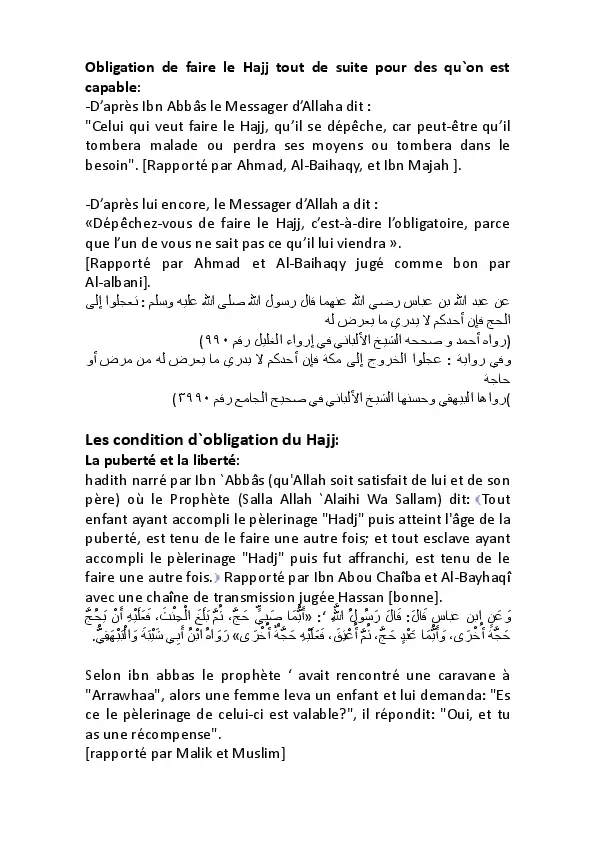 Obligation de faire le Hajj tout de suite pour des qu`on est
capable:
-D’après Ibn Abbâs le Messager d’Allaha dit :
"Celui qui veut faire le Hajj, qu’il se dépêche, car peut-être qu’il
tombera malade ou perdra ses moyens ou tombera dans le
besoin". [Rapporté par Ahmad, Al-Baihaqy, et Ibn Majah ].
-D’après lui encore, le Messager d’Allah a dit :
«Dépêchez-vous de faire le Hajj, c’est-à-dire l’obligatoire, parce
que l’un de vous ne sait pas ce qu’il lui viendra ».
[Rapporté par Ahmad et Al-Baihaqy jugé comme bon par
Al-albani].
عن عبد الله بن عباس رضي الله عنهما قال رسول الله صلى الله عليه وسلم : تعجلوا إلى
الحج فإن أحدكم لا يدري ما يعرض له
(رواه أحمد و صححه الشيخ الألباني في إرواء الغليل رقم ٩٩٠)
وفي رواية : عجلوا الخروج إلى مكة فإن أحدكم لا يدري ما يعرض له من مرض أو
حاجة
(رواها البيهقي وحسنها الشيخ الألباني في صحيح الجامع رقم ٣٩٩٠)
Les condition d`obligation du Hajj:
La puberté et la liberté:
hadith narré par Ibn `Abbâs (qu'Allah soit satisfait de lui et de son
père) où le Prophète (Salla Allah `Alaihi Wa Sallam) dit: ﴾Tout
enfant ayant accompli le pèlerinage "Hadj" puis atteint l'âge de la
puberté, est tenu de le faire une autre fois; et tout esclave ayant
accompli le pèlerinage "Hadj" puis fut affranchi, est tenu de le
faire une autre fois.﴿ Rapporté par Ibn Abou Chaîba et Al-Bayhaqî
avec une chaîne de transmission jugée Hassan [bonne].
وَعَنِ اِبْنِ عباسٍ قَالَ: قَالَ رَسُولُ اللَّهِ ‘: «أَيُّمَا صَبِيٍّ حَجَّ، ثُمَّ بَلَغَ الْحِنْثَ، فَعَلَيْهِ أَنْ يَحُجَّ
حَجَّةً أُخْرَى، وَأَيُّمَا عَبْدٍ حَجَّ، ثُمَّ أُعْتِقَ، فَعَلَيْهِ حَجَّةٌ أُخْرَى» رَوَاهُ ابْنُ أَبِي شَيْبَةَ وَالْبَيْهَقِيُّ.
Selon ibn abbas le prophète ‘ avait rencontré une caravane à
"Arrawhaa", alors une femme leva un enfant et lui demanda: "Es
ce le pèlerinage de celui-ci est valable?", il répondit: "Oui, et tu
as une récompense".
[rapporté par Malik et Muslim]